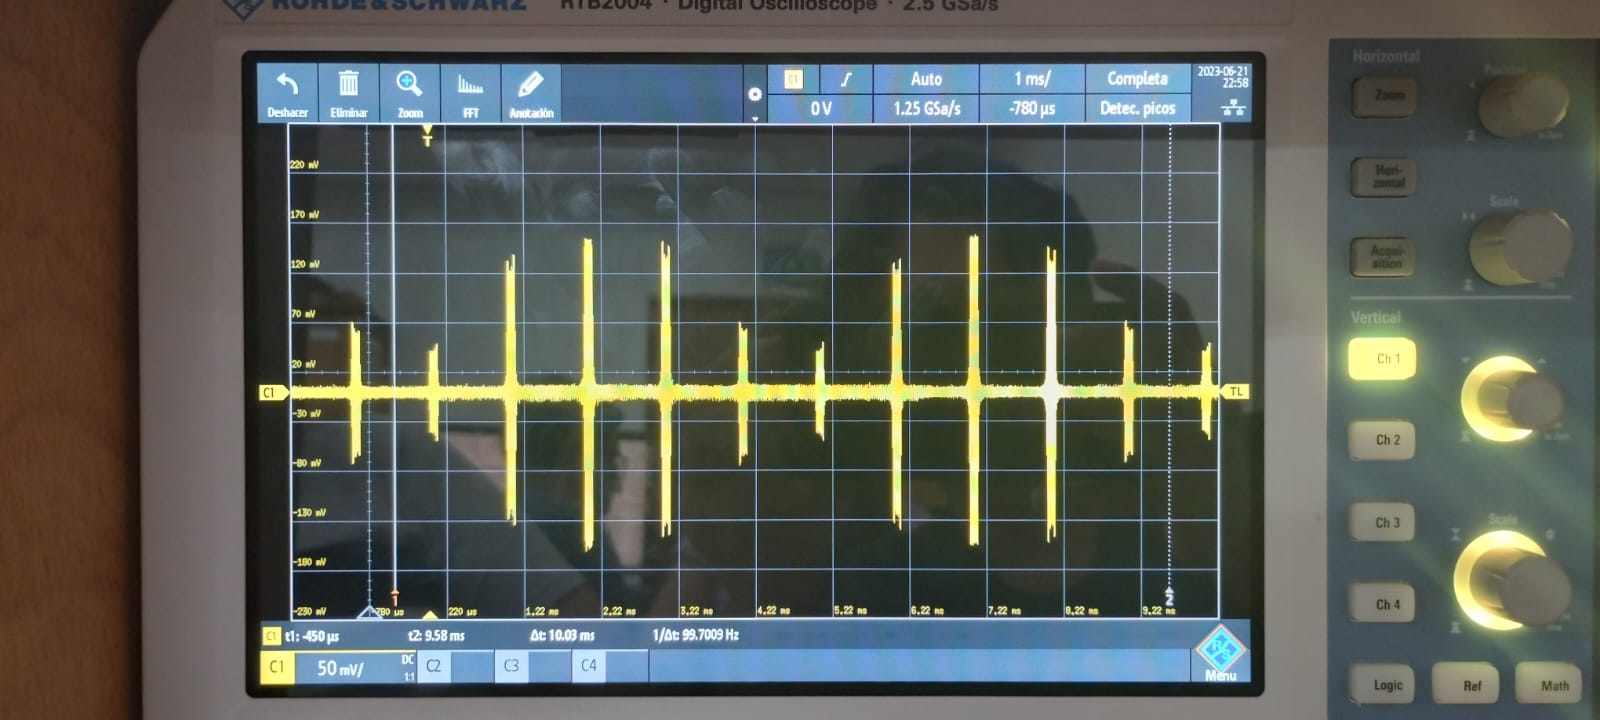 ROHDE & SCHWARZ RTB2004 · Digital Oscilloscope · 2.5 GSa/s
Deshacer Eliminar Zoom FFT Anotación
C1 Auto 1 ms/ Completa
0 V 1.25 GSa/s -780 µs Detec. picos
2023-06-21
22:58
T
220 mV
170 mV
120 mV
70 mV
20 mV
C1
TL
-30 mV
-80 mV
-130 mV
-180 mV
-230 mV
1
2
-780 µs 220 µs 1,22 ms 2,22 ms 3,22 ms 4,22 ms 5,22 ms 6,22 ms 7,22 ms 8,22 ms 9,22 ms
C1 t1: -450 µs t2: 9.58 ms Δt: 10.03 ms 1/Δt: 99.7009 Hz
C1 50 mV/ DC 1:1 C2 C3 C4
R/S
Menu
Horizontal
Position
Zoom
Hori-
zontal
Scale
Acqui-
sition
Vertical
Ch 1
Ch 2
Ch 3
Scale
Ch 4
Logic Ref Math